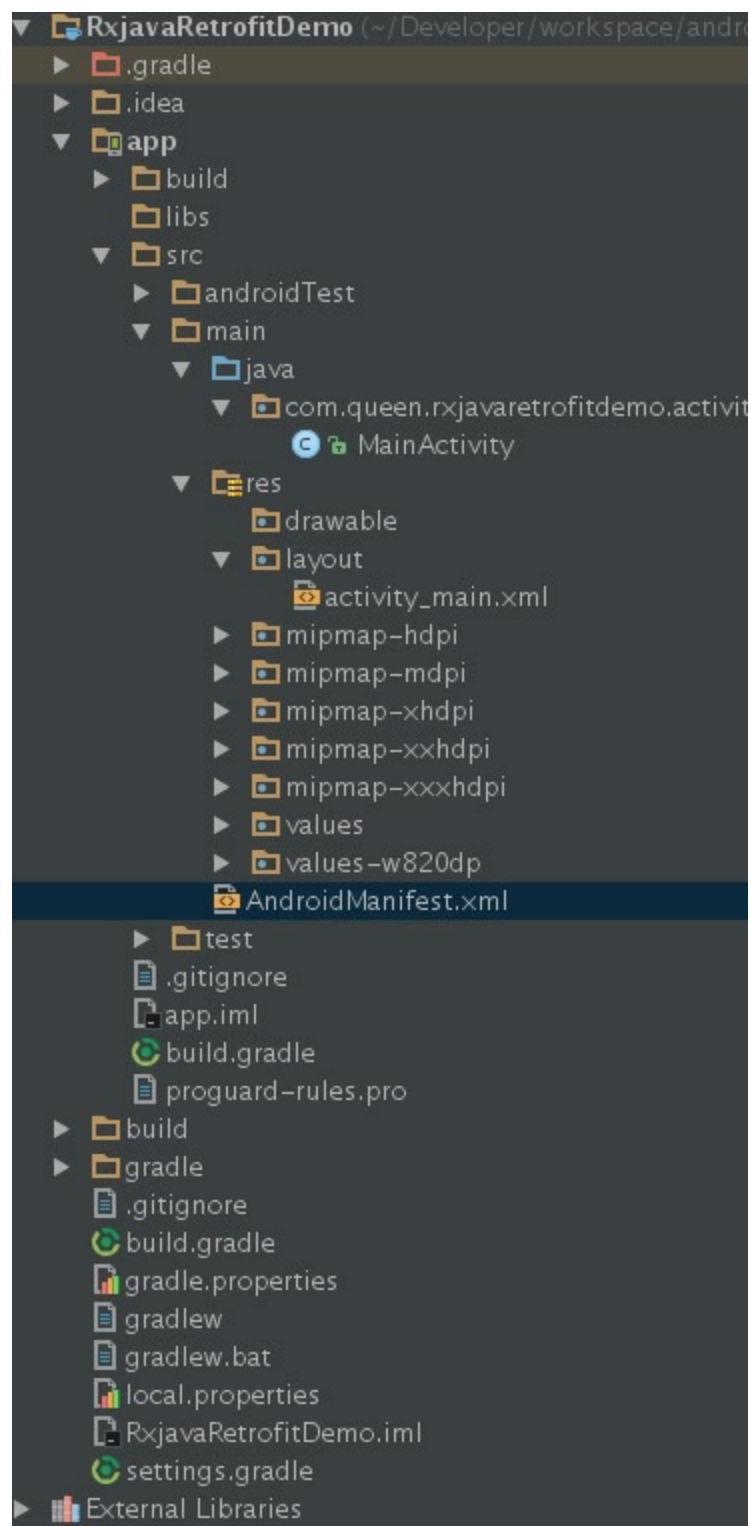 RxjavaRetrofitDemo (~/Developer/workspace/andro
.gradle
.idea
app
build
libs
src
androidTest
main
java
com.queen.rxjavaretrofitdemo.activit
C MainActivity
res
drawable
layout
activity_main.xml
mipmap-hdpi
mipmap-mdpi
mipmap-xhdpi
mipmap-xxhdpi
mipmap-xxxhdpi
values
values-w820dp
AndroidManifest.xml
test
.gitignore
app.iml
build.gradle
proguard-rules.pro
build
gradle
.gitignore
build.gradle
gradle.properties
gradlew
gradlew.bat
local.properties
RxjavaRetrofitDemo.iml
settings.gradle
External Libraries